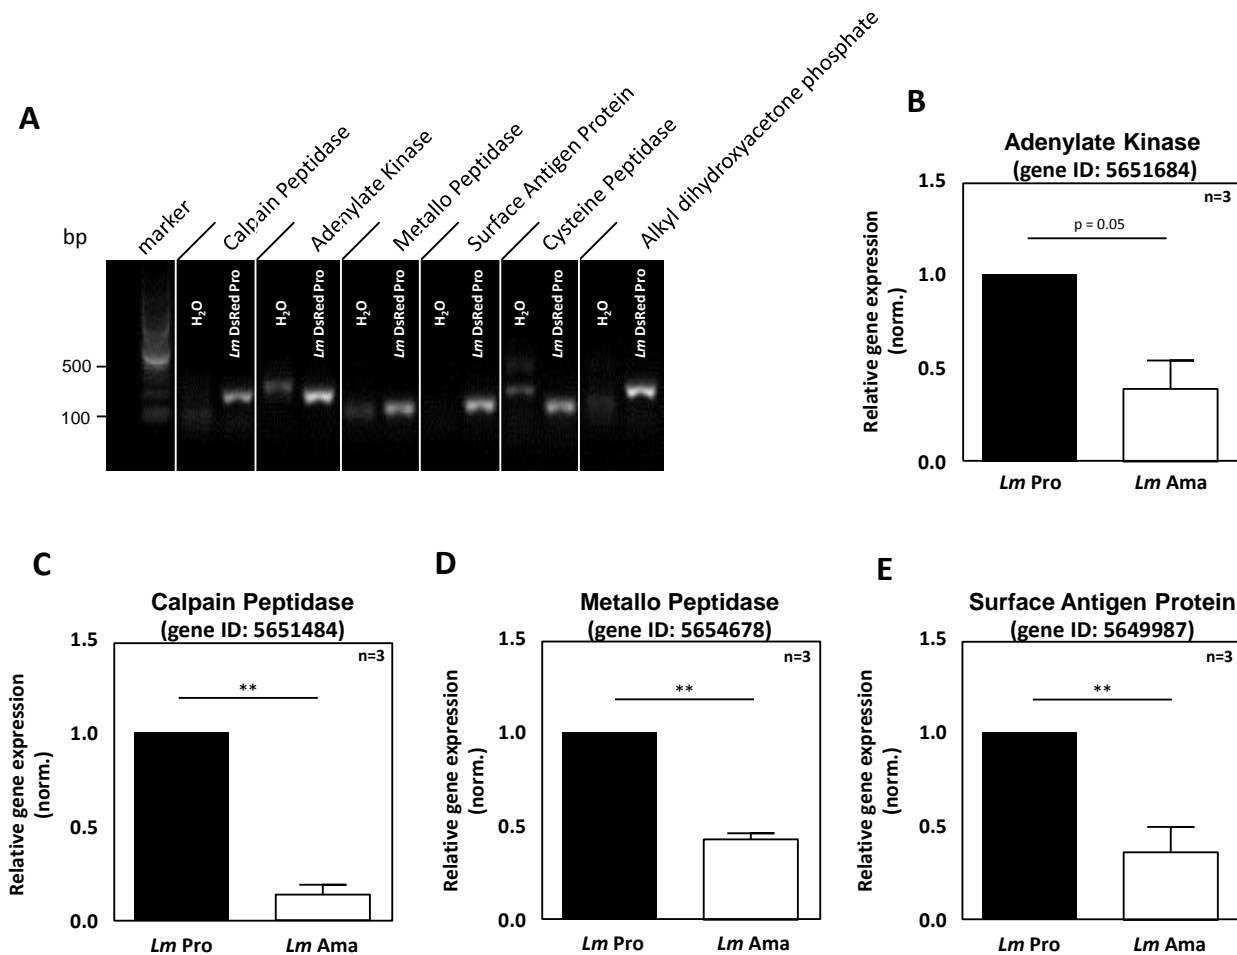 A
bp
marker
Calpain Peptidase
Adenylate Kinase
Metallo Peptidase
Surface Antigen Protein
Cysteine Peptidase
Alkyl dihydroxyacetone phosphate
500
100
H₂O
Lm DsRed Pro
H₂O
Lm DsRed Pro
H₂O
Lm DsRed Pro
H₂O
Lm DsRed Pro
H₂O
Lm DsRed Pro
H₂O
Lm DsRed Pro
B
Adenylate Kinase
(gene ID: 5651684)
Relative gene expression
(norm.)
1.5
1.0
0.5
0.0
n=3
p = 0.05
Lm Pro
Lm Ama
C
Calpain Peptidase
(gene ID: 5651484)
Relative gene expression
(norm.)
1.5
1.0
0.5
0.0
n=3
**
Lm Pro
Lm Ama
D
Metallo Peptidase
(gene ID: 5654678)
Relative gene expression
(norm.)
1.5
1.0
0.5
0.0
n=3
**
Lm Pro
Lm Ama
E
Surface Antigen Protein
(gene ID: 5649987)
Relative gene expression
(norm.)
1.5
1.0
0.5
0.0
n=3
**
Lm Pro
Lm Ama